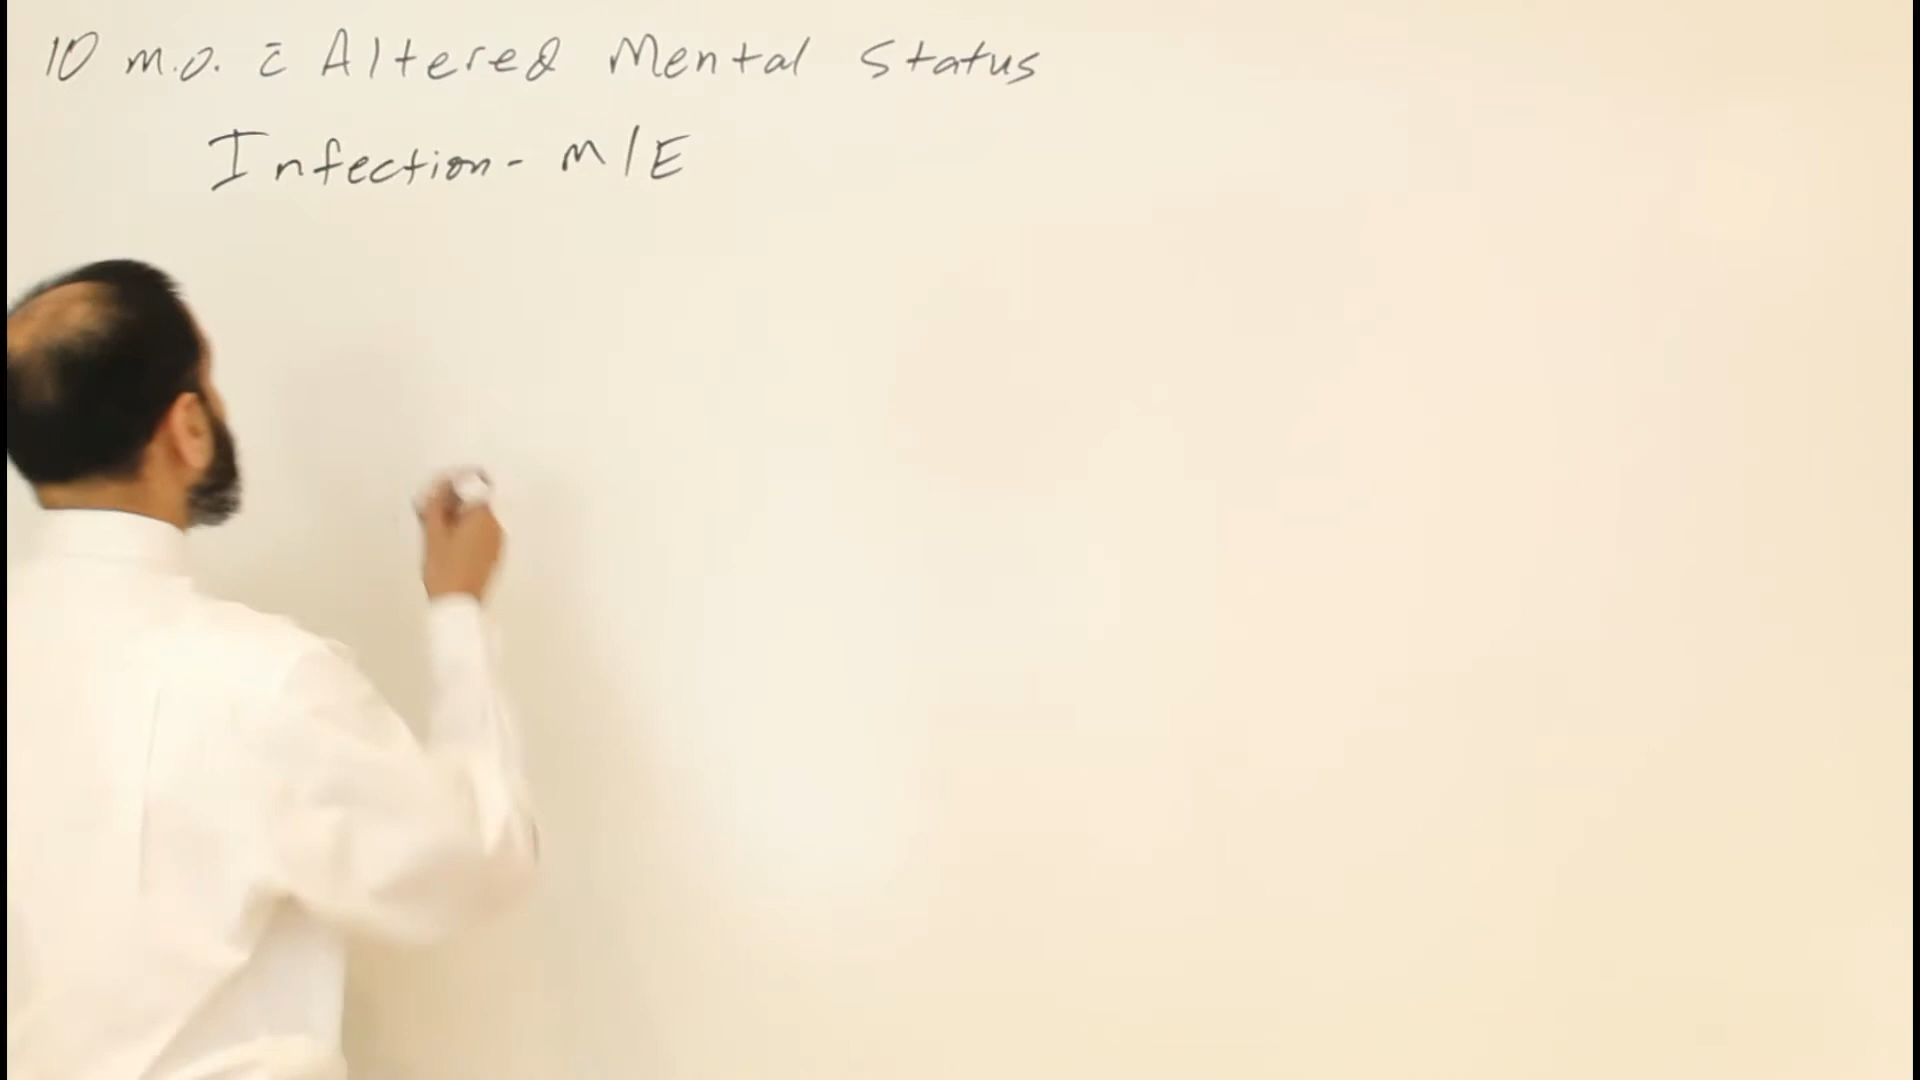 10 m.o. c̄ Altered Mental Status
Infection - M/E